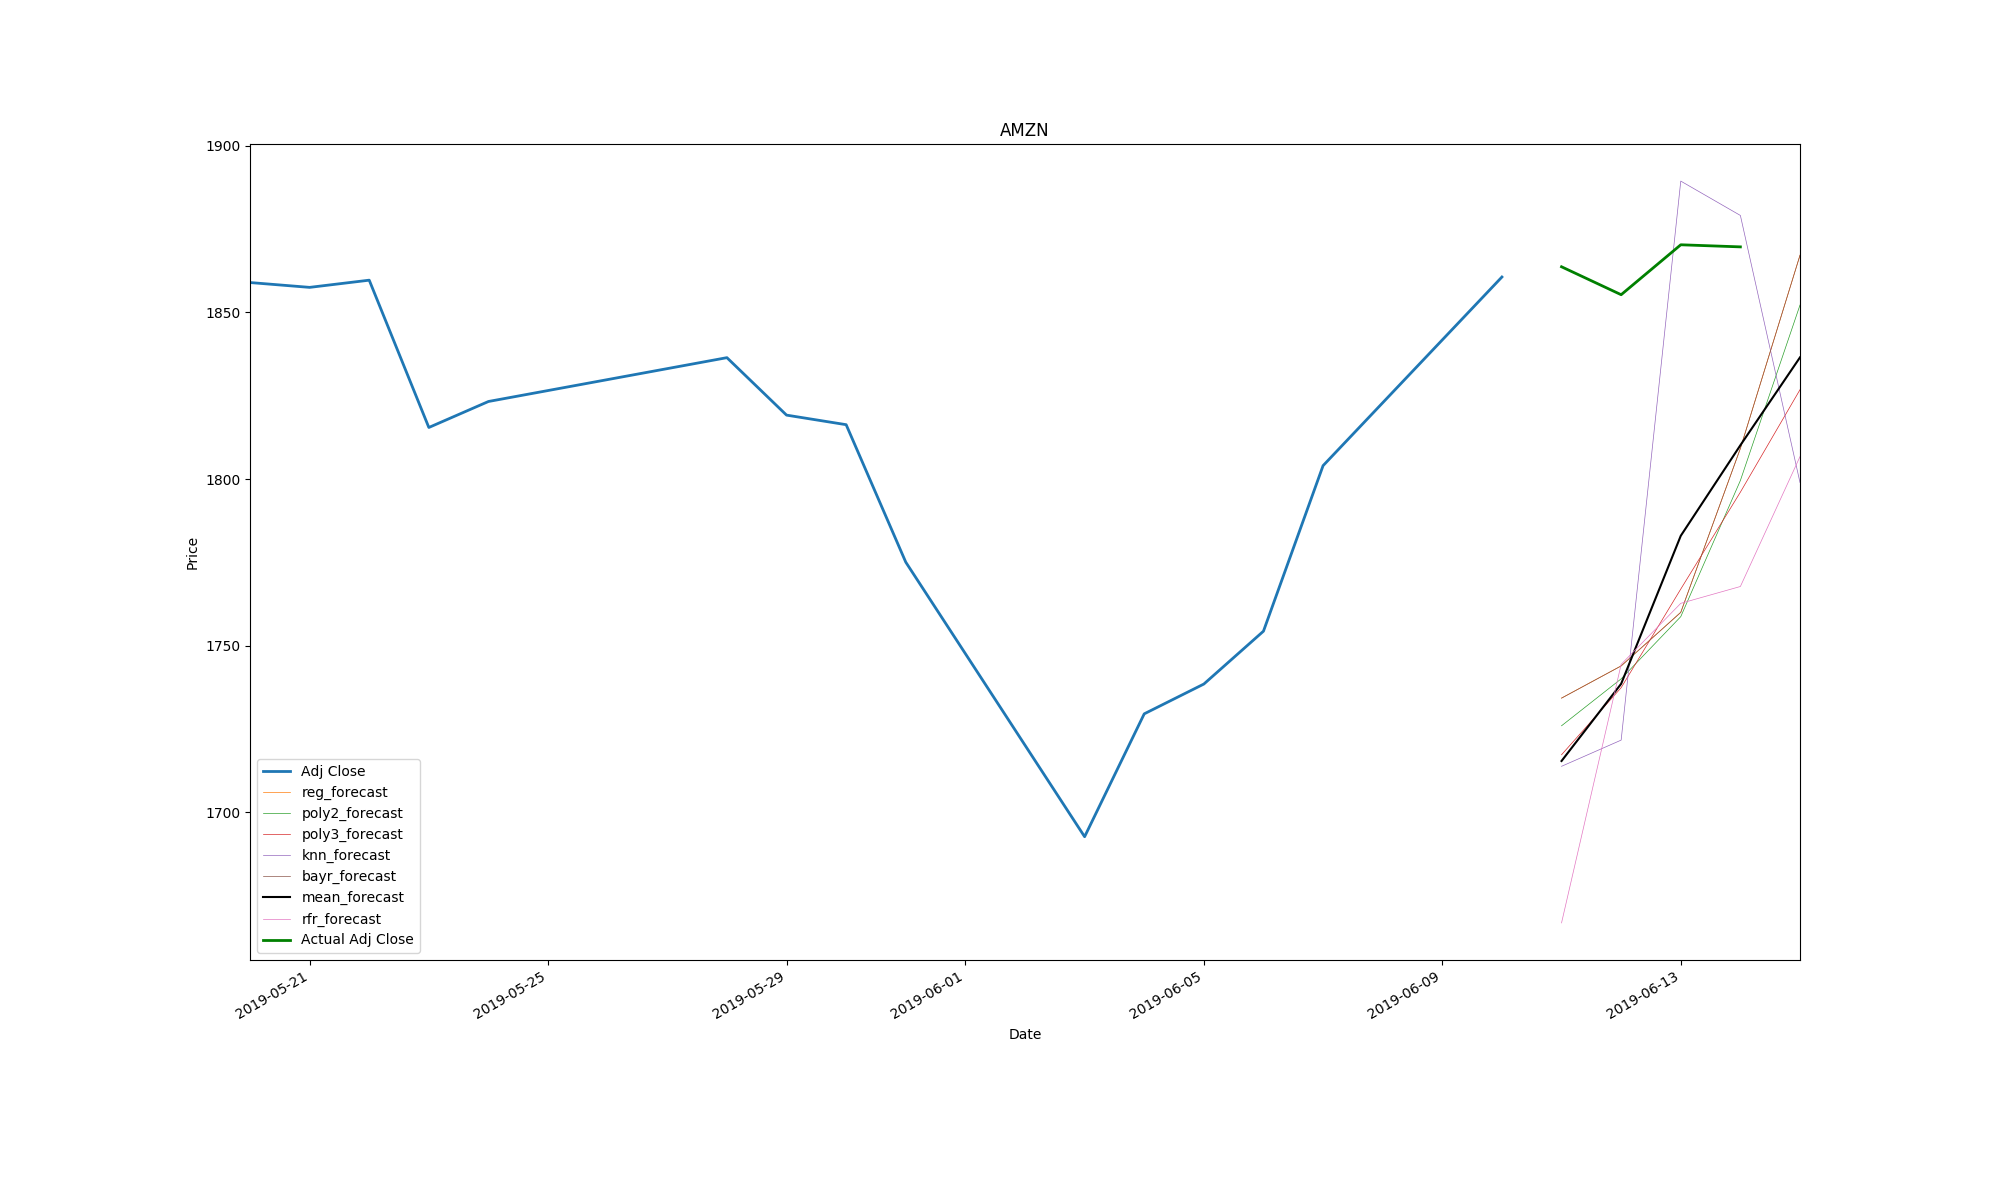 AMZN
1900
1850
1800
1750
1700
Price
Adj Close
reg_forecast
poly2_forecast
poly3_forecast
knn_forecast
bayr_forecast
mean_forecast
rfr_forecast
Actual Adj Close
2019-05-21
2019-05-25
2019-05-29
2019-06-01
2019-06-05
2019-06-09
2019-06-13
Date